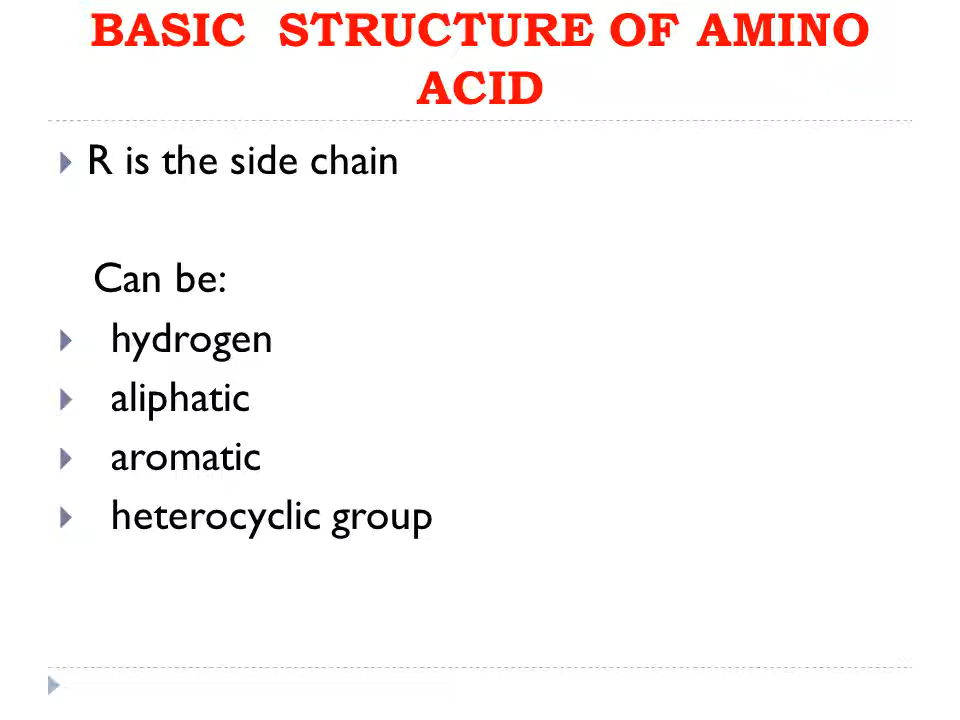 BASIC STRUCTURE OF AMINO
ACID
R is the side chain
Can be:
hydrogen
aliphatic
aromatic
heterocyclic group